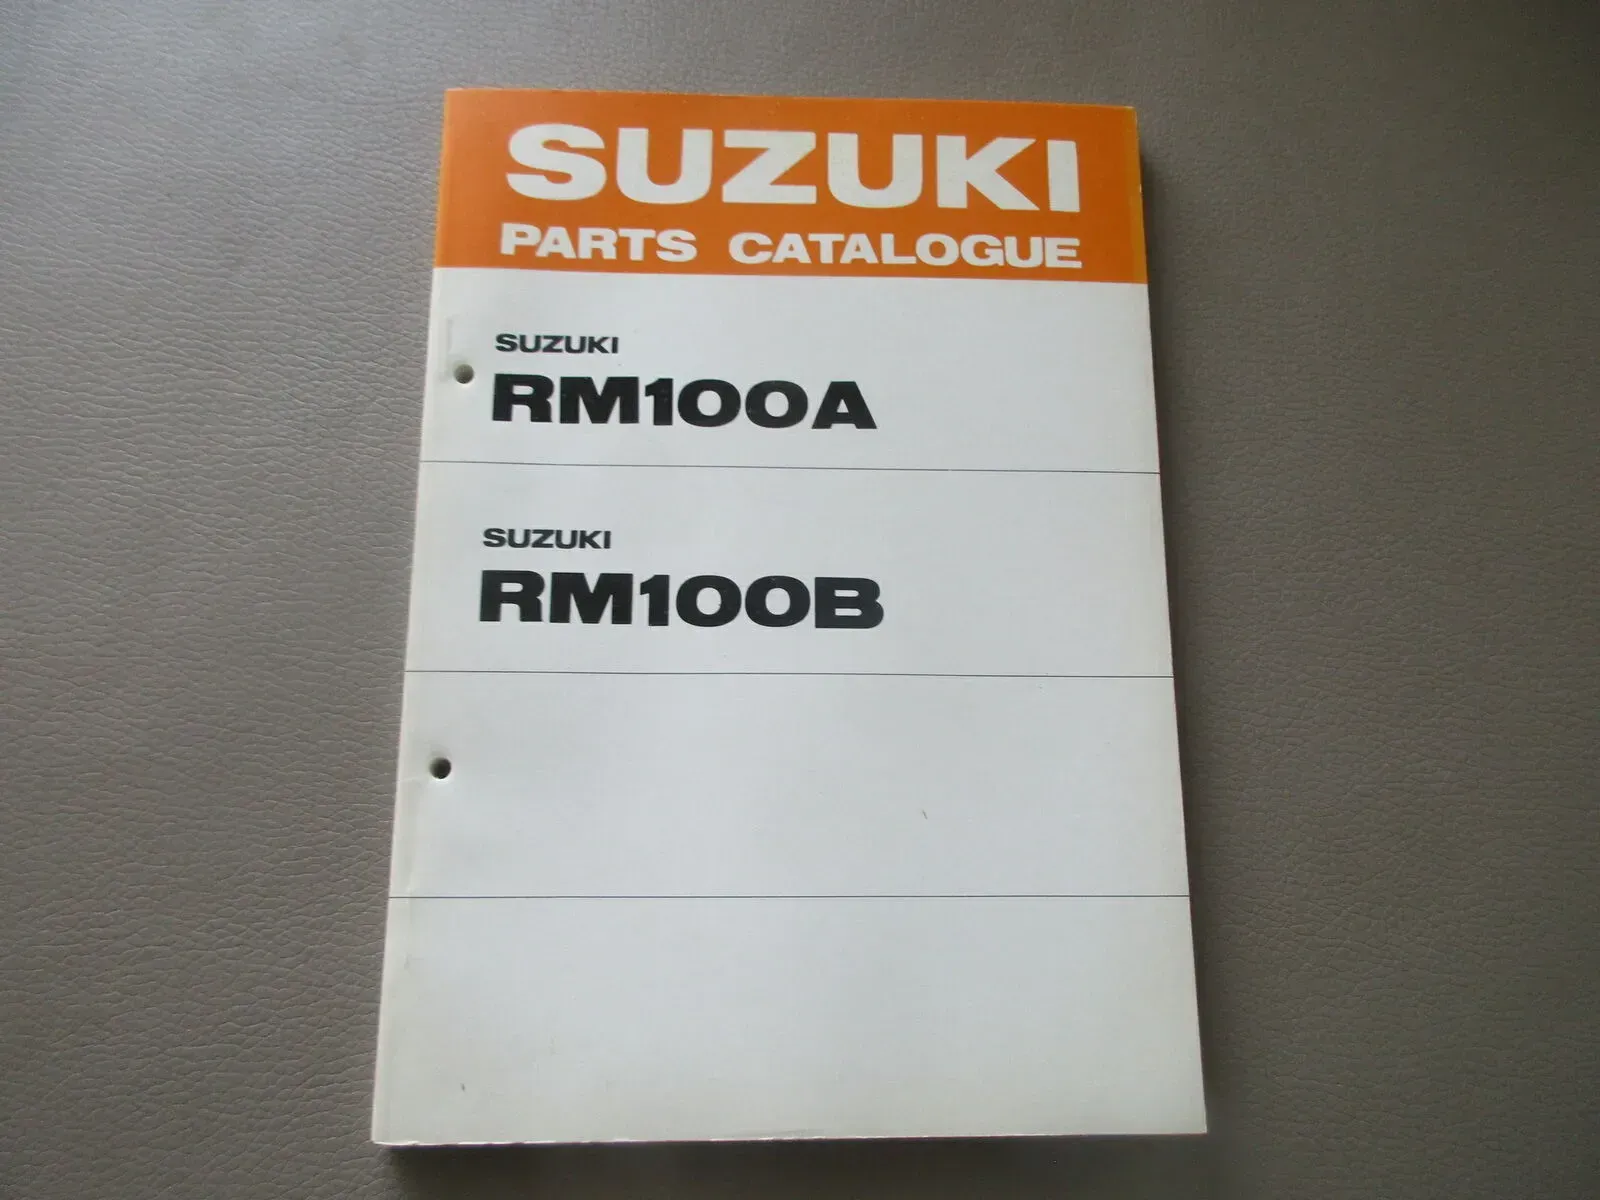 SUZUKI
PARTS CATALOGUE
SUZUKI
RM100A
SUZUKI
RM100B